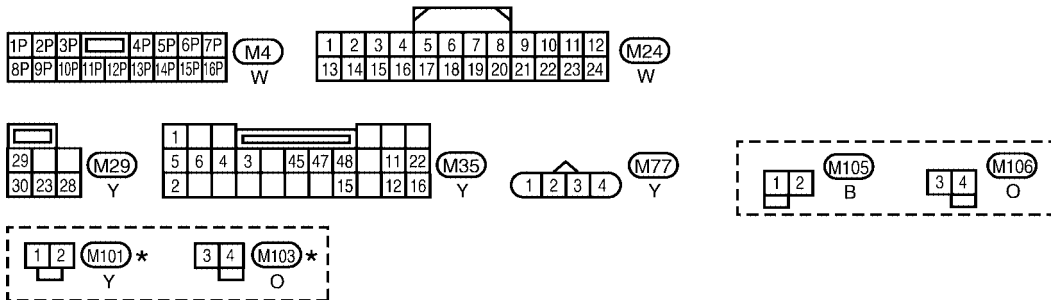 1P 2P 3P 4P 5P 6P 7P
8P 9P 10P 11P 12P 13P 14P 15P 16P
M4
W
1 2 3 4 5 6 7 8 9 10 11 12
13 14 15 16 17 18 19 20 21 22 23 24
M24
W
29
30 23 28
M29
Y
1
5 6 4 3 45 47 48 11 22
2 15 12 16
M35
Y
1 2 3 4
M77
Y
1 2
M105
B
3 4
M106
O
1 2
M101 *
Y
3 4
M103 *
O